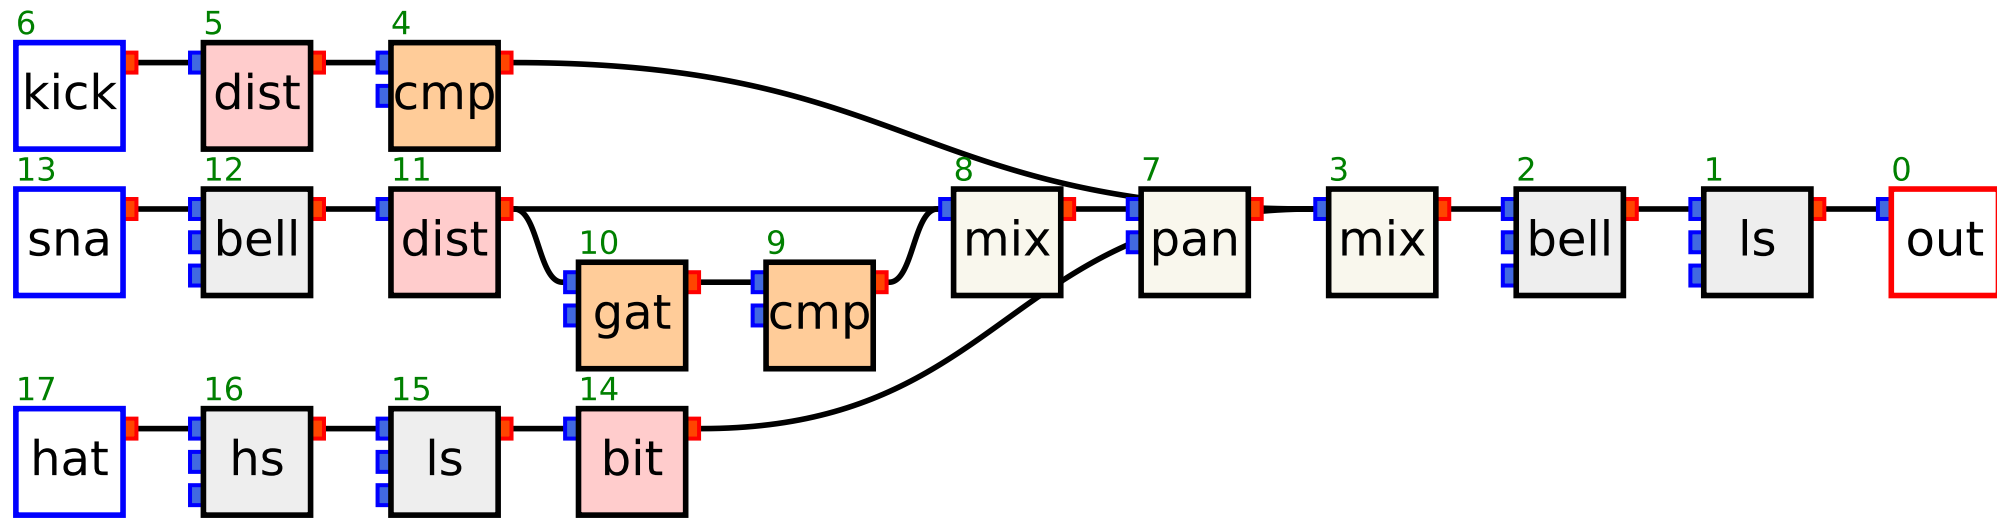 6 5 4
kick dist cmp
13 12 11 8 7 3 2 1 0
sna bell dist mix pan mix bell ls out
10 9
gat cmp
17 16 15 14
hat hs ls bit